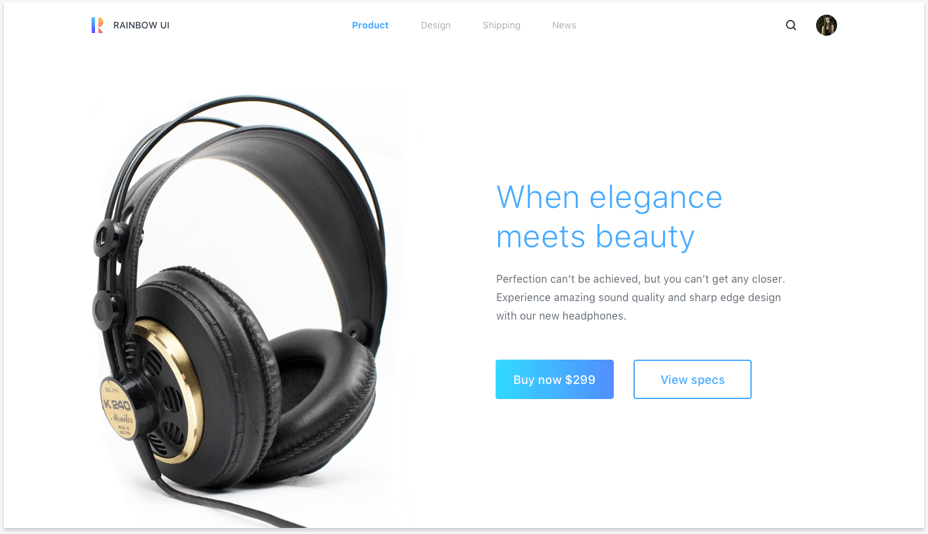 RAINBOW UI
Product
Design
Shipping
News
When elegance
meets beauty
Perfection can't be achieved, but you can't get any closer.
Experience amazing sound quality and sharp edge design
with our new headphones.
Buy now $299
View specs
K 240
Monitor